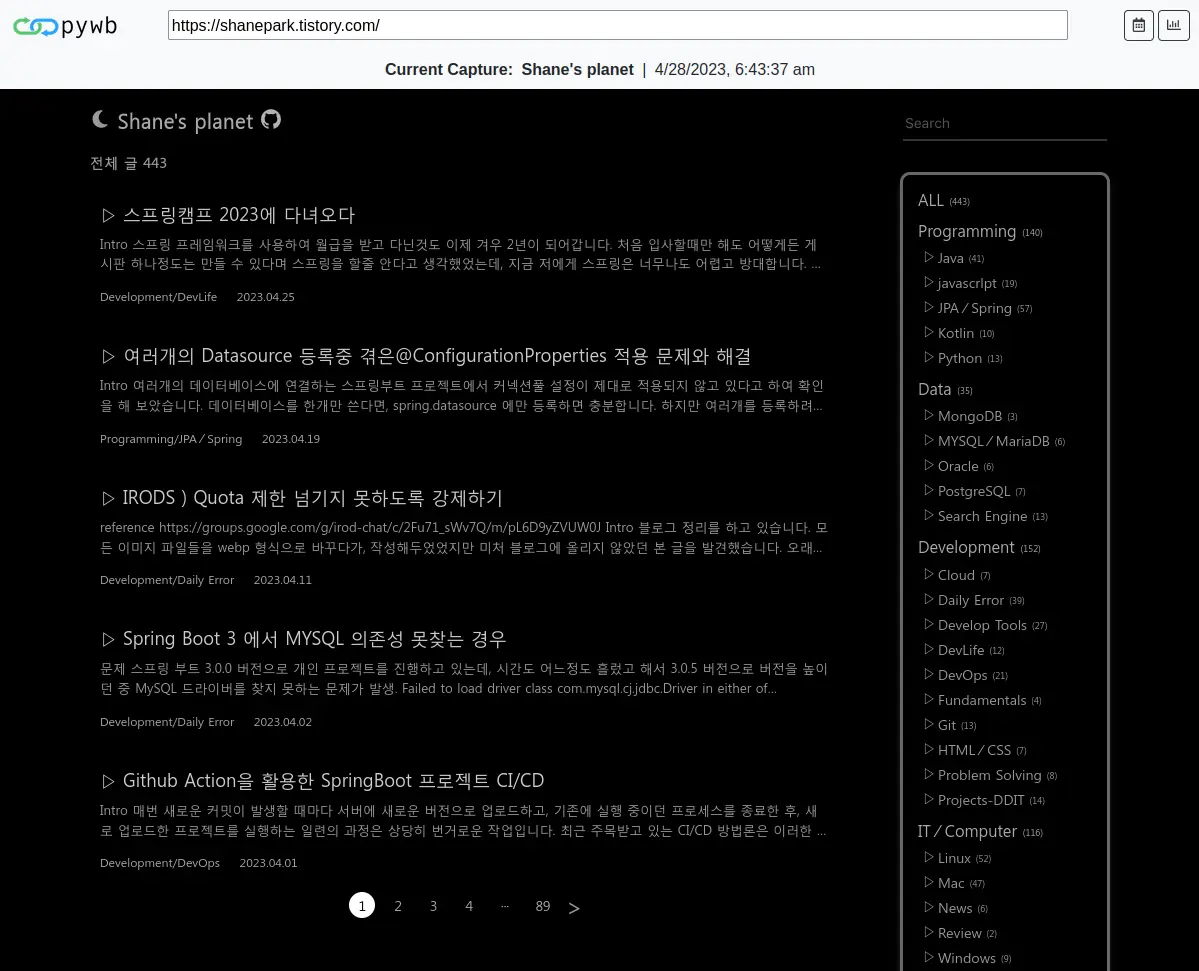 pywb
https://shanepark.tistory.com/
Current Capture: Shane's planet | 4/28/2023, 6:43:37 am
Shane's planet
전체 글 443
▷ 스프링캠프 2023에 다녀오다
Intro 스프링 프레임워크를 사용하여 월급을 받고 다닌것도 이제 겨우 2년이 되어갑니다. 처음 입사할때만 해도 어떻게든 게
시판 하나정도는 만들 수 있다며 스프링을 할줄 안다고 생각했었는데, 지금 저에게 스프링은 너무나도 어렵고 방대합니다. ...
Development/DevLife 2023.04.25
▷ 여러개의 Datasource 등록중 겪은@ConfigurationProperties 적용 문제와 해결
Intro 여러개의 데이터베이스에 연결하는 스프링부트 프로젝트에서 커넥션풀 설정이 제대로 적용되지 않고 있다고 하여 확인
을 해 보았습니다. 데이터베이스를 한개만 쓴다면, spring.datasource 에만 등록하면 충분합니다. 하지만 여러개를 등록하려...
Programming/JPA / Spring 2023.04.19
▷ IRODS ) Quota 제한 넘기지 못하도록 강제하기
reference https://groups.google.com/g/irod-chat/c/2Fu71_sWv7Q/m/pL6D9yZVUW0J Intro 블로그 정리를 하고 있습니다. 모
든 이미지 파일들을 webp 형식으로 바꾸다가, 작성해두었었지만 미처 블로그에 올리지 않았던 본 글을 발견했습니다. 오래...
Development/Daily Error 2023.04.11
▷ Spring Boot 3 에서 MYSQL 의존성 못찾는 경우
문제 스프링 부트 3.0.0 버전으로 개인 프로젝트를 진행하고 있는데, 시간도 어느정도 흘렀고 해서 3.0.5 버전으로 버전을 높이
던 중 MySQL 드라이버를 찾지 못하는 문제가 발생. Failed to load driver class com.mysql.cj.jdbc.Driver in either of...
Development/Daily Error 2023.04.02
▷ Github Action을 활용한 SpringBoot 프로젝트 CI/CD
Intro 매번 새로운 커밋이 발생할 때마다 서버에 새로운 버전으로 업로드하고, 기존에 실행 중이던 프로세스를 종료한 후, 새
로 업로드한 프로젝트를 실행하는 일련의 과정은 상당히 번거로운 작업입니다. 최근 주목받고 있는 CI/CD 방법론은 이러한 ...
Development/DevOps 2023.04.01
1 2 3 4 ··· 89 >
Search
ALL (443)
Programming (140)
▷ Java (41)
▷ javascrIpt (19)
▷ JPA / Spring (57)
▷ Kotlin (10)
▷ Python (13)
Data (35)
▷ MongoDB (3)
▷ MYSQL / MariaDB (6)
▷ Oracle (6)
▷ PostgreSQL (7)
▷ Search Engine (13)
Development (152)
▷ Cloud (7)
▷ Daily Error (39)
▷ Develop Tools (27)
▷ DevLife (12)
▷ DevOps (21)
▷ Fundamentals (4)
▷ Git (13)
▷ HTML / CSS (7)
▷ Problem Solving (8)
▷ Projects-DDIT (14)
IT / Computer (116)
▷ Linux (52)
▷ Mac (47)
▷ News (6)
▷ Review (2)
▷ Windows (9)